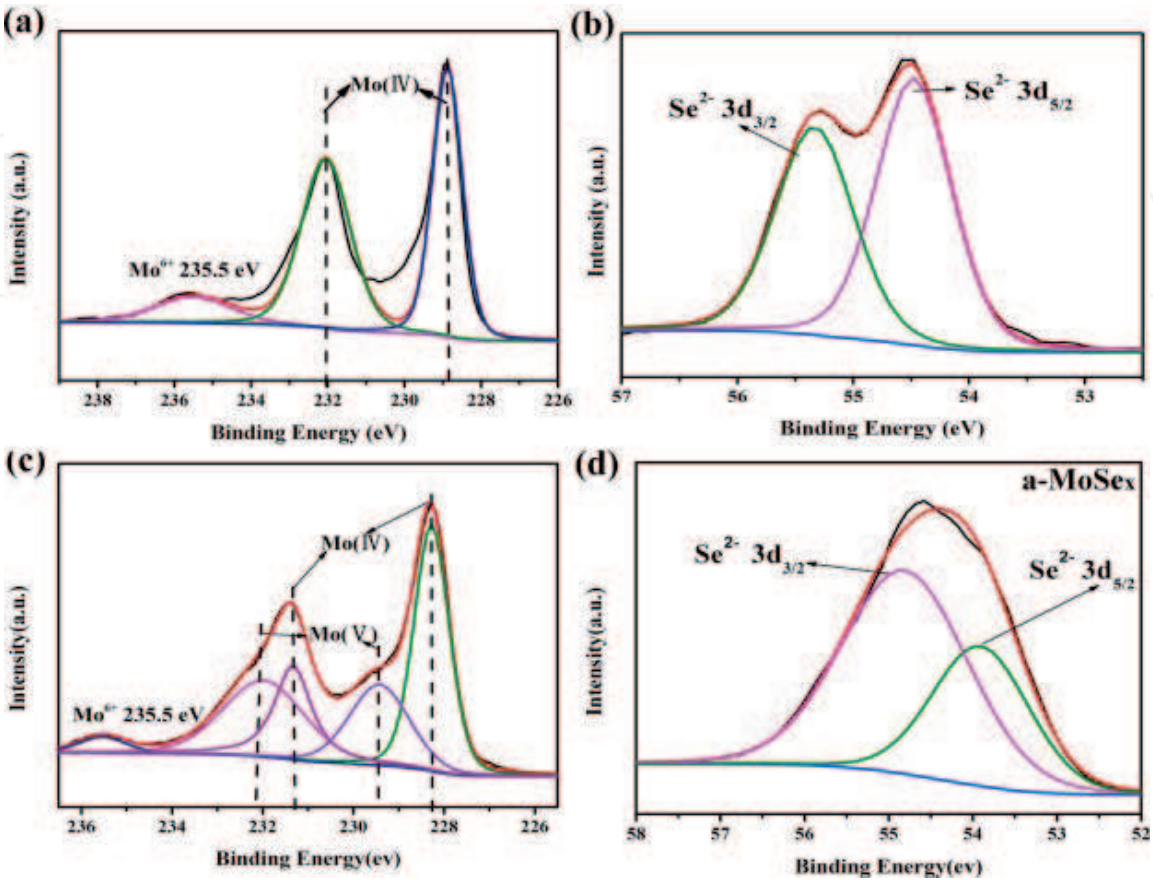 (a)
Mo(Ⅳ)
Mo⁶⁺ 235.5 eV
Intensity (a.u.)
238 236 234 232 229 228 226
Binding Energy (eV)
(b)
Se²⁻ 3d₃/₂
Se²⁻ 3d₅/₂
Intensity (a.u.)
57 56 55 54 53
Binding Energy (eV)
(c)
Mo(Ⅳ)
Mo(Ⅴ)
Mo⁶⁺ 235.5 eV
Intensity(a.u.)
236 234 232 229 228 226
Binding Energy(ev)
(d)
a-MoSeₓ
Se²⁻ 3d₃/₂
Se²⁻ 3d₅/₂
Intensity(a.u.)
58 57 56 55 54 53 52
Binding Energy(ev)